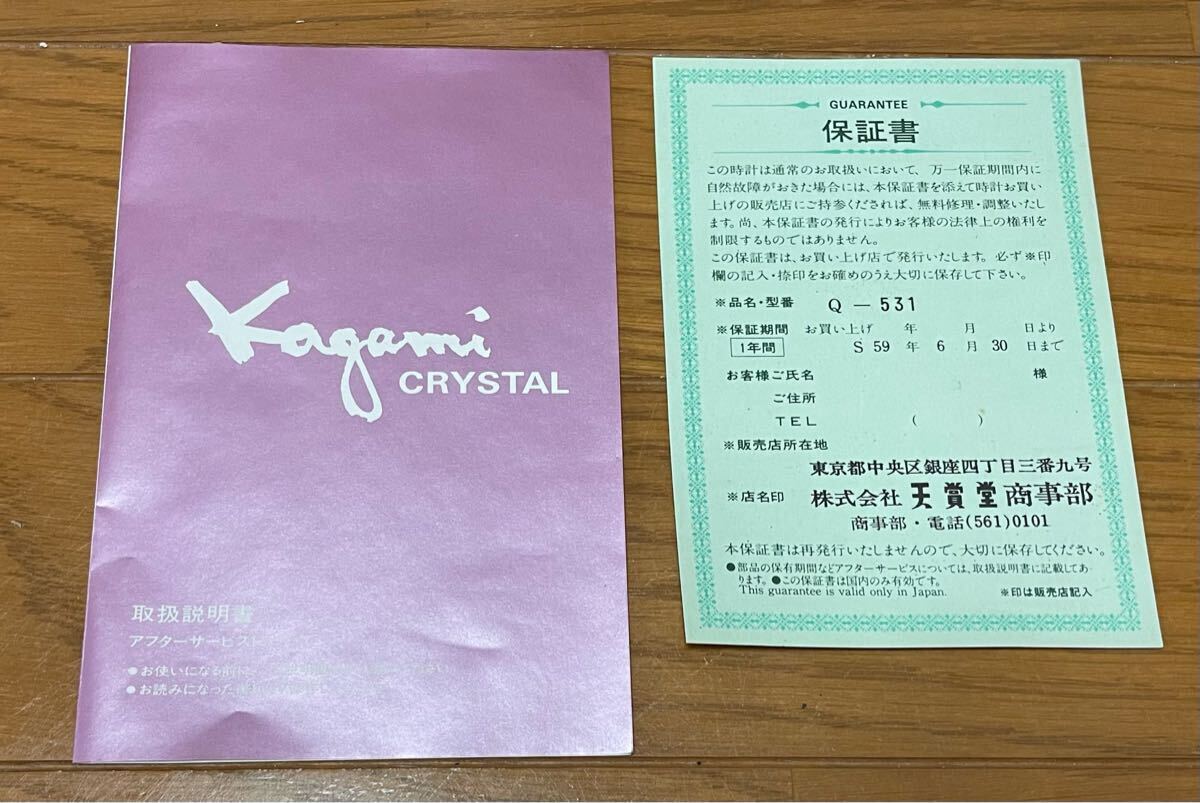 Kagami
CRYSTAL
取扱説明書
アフターサービス
●お使いになる前に
●お読みになった
GUARANTEE
保証書
この時計は通常のお取扱いにおいて、万一保証期間内に
自然故障がおきた場合には、本保証書を添えて時計お買い
上げの販売店にご持参くだされば、無料修理・調整いたし
ます。尚、本保証書の発行によりお客様の法律上の権利を
制限するものではありません。
この保証書は、お買い上げ店で発行いたします。必ず※印
欄の記入・捺印をお確めのうえ大切に保存して下さい。
※品名・型番 Q — 531
※保証期間 お買い上げ 年 月 日より
1年間 S 59 年 6 月 30 日まで
お客様ご氏名 様
ご住所
TEL ( )
※販売店所在地
東京都中央区銀座四丁目三番九号
※店名印 株式会社 天賞堂 商事部
商事部・電話(561)0101
本保証書は再発行いたしませんので、大切に保存してください。
●部品の保有期間などアフターサービスについては、取扱説明書に記載してあ
ります。●この保証書は国内のみ有効です。
This guarantee is valid only in Japan. ※印は販売店記入